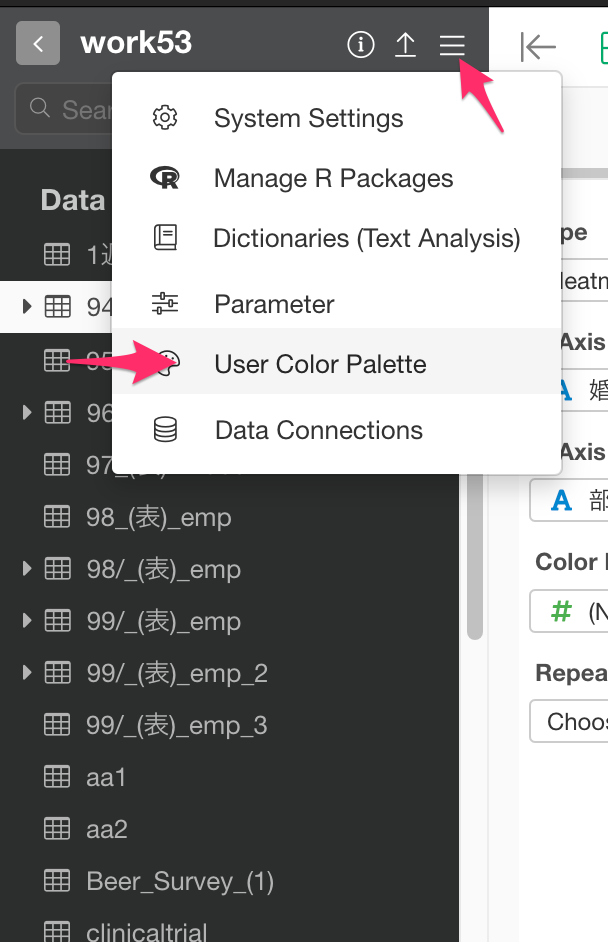 work53
Sear
System Settings
Manage R Packages
Dictionaries (Text Analysis)
Parameter
User Color Palette
Data Connections
Data
1週
94
95
96
97_(表)
98_(表)_emp
98/_(表)_emp
99/_(表)_emp
99/_(表)_emp_2
99/_(表)_emp_3
aa1
aa2
Beer_Survey_(1)
clinicaltrial
pe
eatm
Axis
A 婚
Axis
A 部
Color
# (N
Repea
Choos